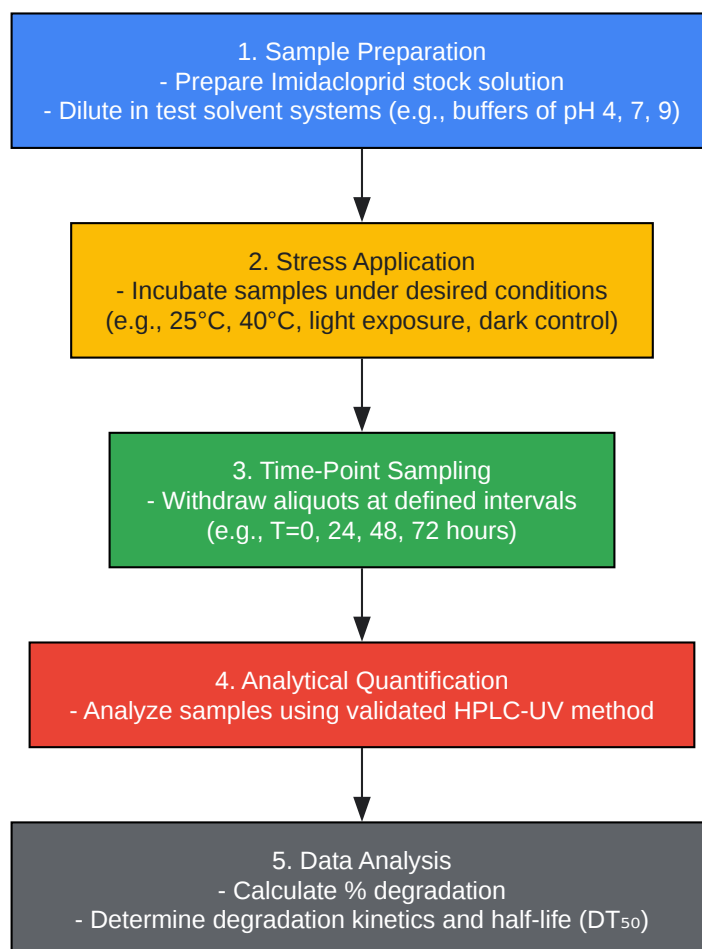 1. Sample Preparation
- Prepare Imidacloprid stock solution
- Dilute in test solvent systems (e.g., buffers of pH 4, 7, 9)
2. Stress Application
- Incubate samples under desired conditions
(e.g., 25°C, 40°C, light exposure, dark control)
3. Time-Point Sampling
- Withdraw aliquots at defined intervals
(e.g., T=0, 24, 48, 72 hours)
4. Analytical Quantification
- Analyze samples using validated HPLC-UV method
5. Data Analysis
- Calculate % degradation
- Determine degradation kinetics and half-life (DT₅₀)